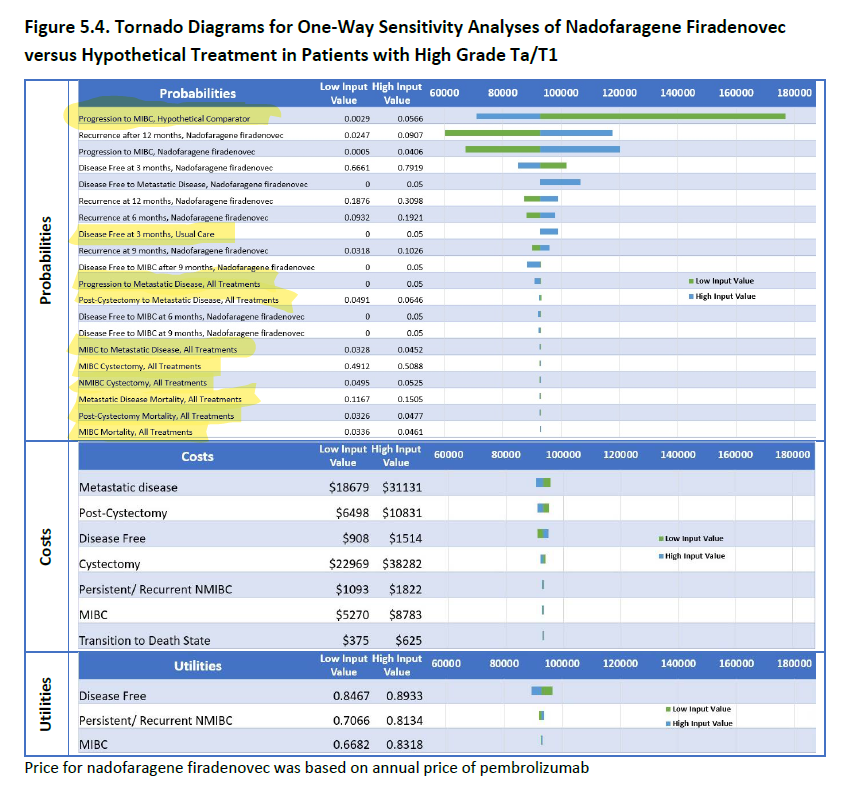 Figure 5.4. Tornado Diagrams for One-Way Sensitivity Analyses of Nadofaragene Firadenovec
versus Hypothetical Treatment in Patients with High Grade Ta/T1
Probabilities
Probabilities Low Input Value High Input Value 60000 80000 100000 120000 140000 160000 180000
Progression to MIBC, Hypothetical Comparator 0.0029 0.0566
Recurrence after 12 months, Nadofaragene firadenovec 0.0247 0.0907
Progression to MIBC, Nadofaragene firadenovec 0.0005 0.0406
Disease Free at 3 months, Nadofaragene firadenovec 0.6661 0.7919
Disease Free to Metastatic Disease, Nadofaragene firadenovec 0 0.05
Recurrence at 12 months, Nadofaragene firadenovec 0.1876 0.3098
Recurrence at 6 months, Nadofaragene firadenovec 0.0932 0.1921
Disease Free at 3 months, Usual Care 0 0.05
Recurrence at 9 months, Nadofaragene firadenovec 0.0318 0.1026
Disease Free to MIBC after 9 months, Nadofaragene firadenovec 0 0.05
Progression to Metastatic Disease, All Treatments 0 0.05
Low Input Value
Post-Cystectomy to Metastatic Disease, All Treatments 0.0491 0.0646
High Input Value
Disease Free to MIBC at 6 months, Nadofaragene firadenovec 0 0.05
Disease Free to MIBC at 9 months, Nadofaragene firadenovec 0 0.05
MIBC to Metastatic Disease, All Treatments 0.0328 0.0452
MIBC Cystectomy, All Treatments 0.4912 0.5088
NMIBC Cystectomy, All Treatments 0.0495 0.0525
Metastatic Disease Mortality, All Treatments 0.1167 0.1505
Post-Cystectomy Mortality, All Treatments 0.0326 0.0477
MIBC Mortality, All Treatments 0.0336 0.0461
Costs
Costs Low Input Value High Input Value 60000 80000 100000 120000 140000 160000 180000
Metastatic disease $18679 $31131
Post-Cystectomy $6498 $10831
Disease Free $908 $1514
Low Input Value
Cystectomy $22969 $38282
High Input Value
Persistent/ Recurrent NMIBC $1093 $1822
MIBC $5270 $8783
Transition to Death State $375 $625
Utilities
Utilities Low Input Value High Input Value 60000 80000 100000 120000 140000 160000 180000
Disease Free 0.8467 0.8933
Low Input Value
Persistent/ Recurrent NMIBC 0.7066 0.8134
High Input Value
MIBC 0.6682 0.8318
Price for nadofaragene firadenovec was based on annual price of pembrolizumab